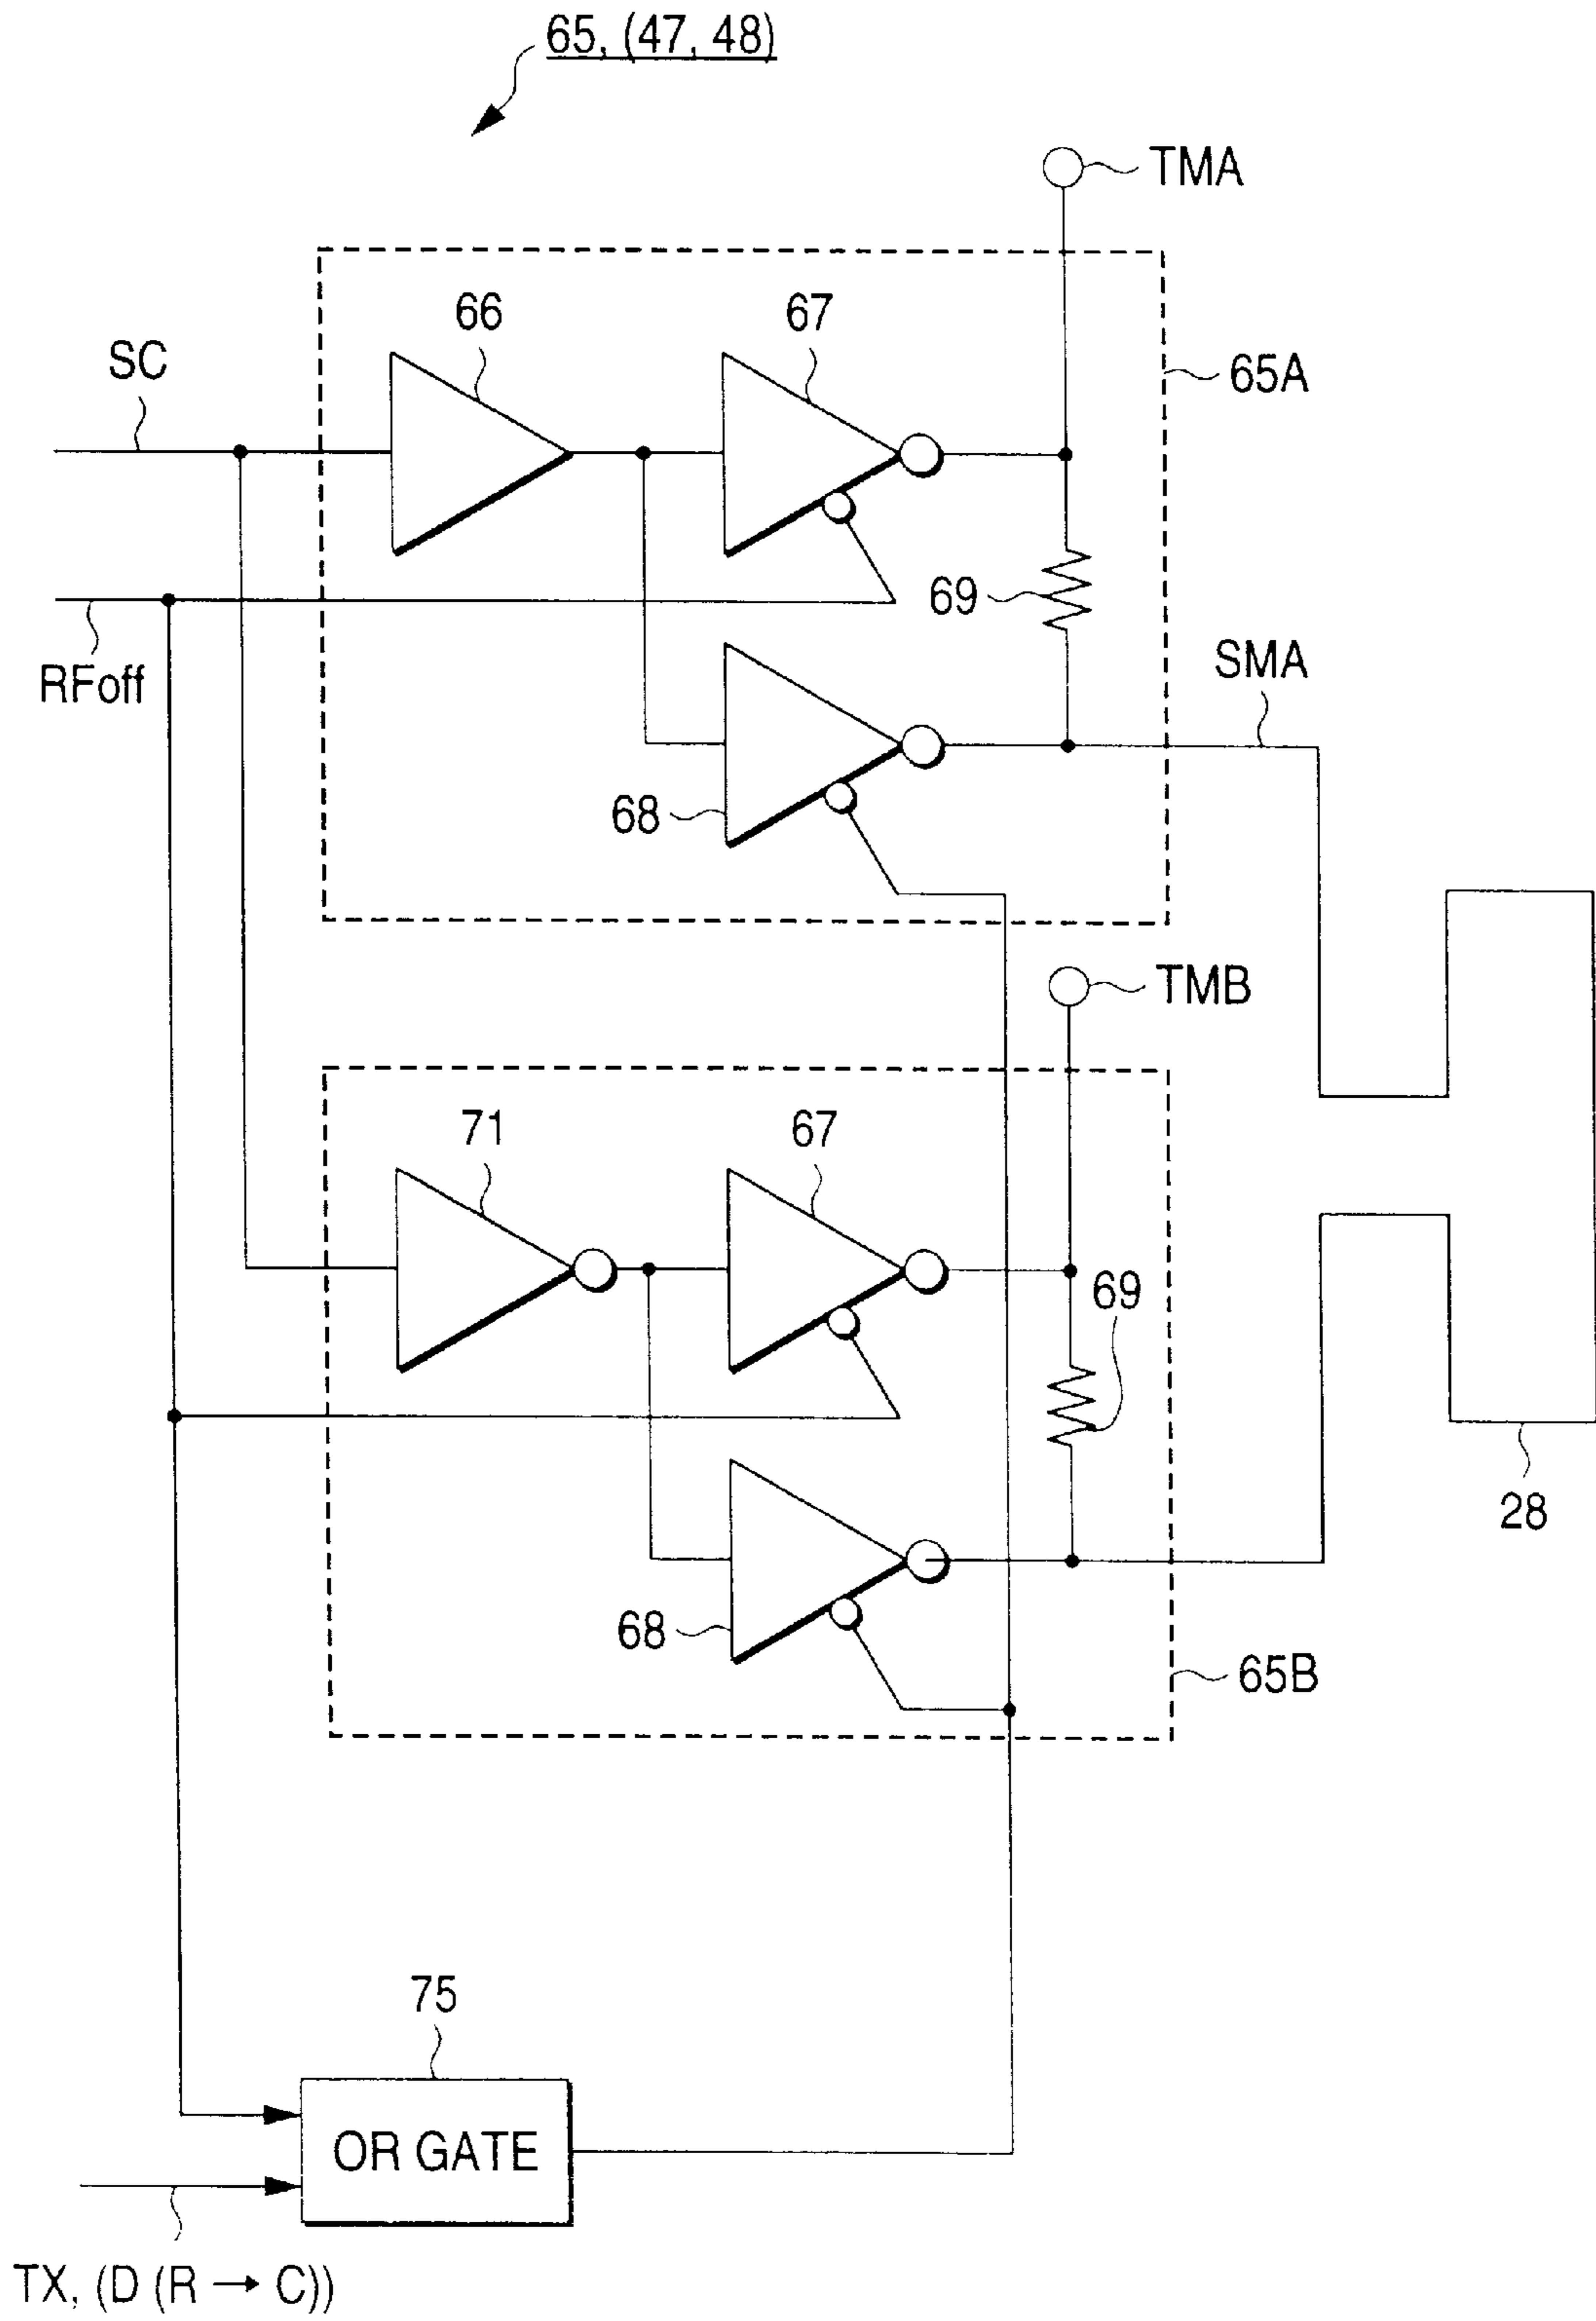 65, (47, 48)
TMA
66
67
SC
65A
69
RFoff
SMA
68
TMB
71
67
69
28
68
65B
75
OR GATE
TX, (D (R → C))